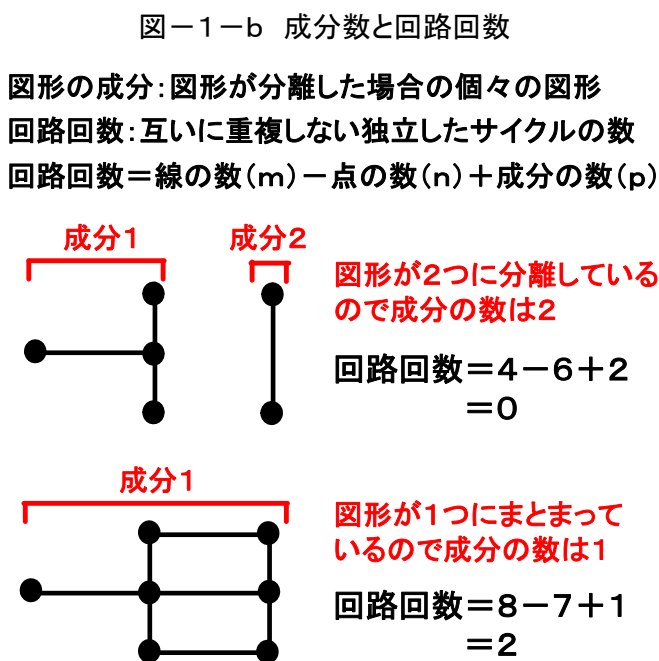 図－１－ｂ 成分数と回路回数
図形の成分：図形が分離した場合の個々の図形
回路回数：互いに重複しない独立したサイクルの数
回路回数＝線の数（ｍ）－点の数（ｎ）＋成分の数（ｐ）
成分１
成分２
図形が２つに分離している
ので成分の数は２
回路回数＝４－６＋２
＝０
成分１
図形が１つにまとまって
いるので成分の数は１
回路回数＝８－７＋１
＝２